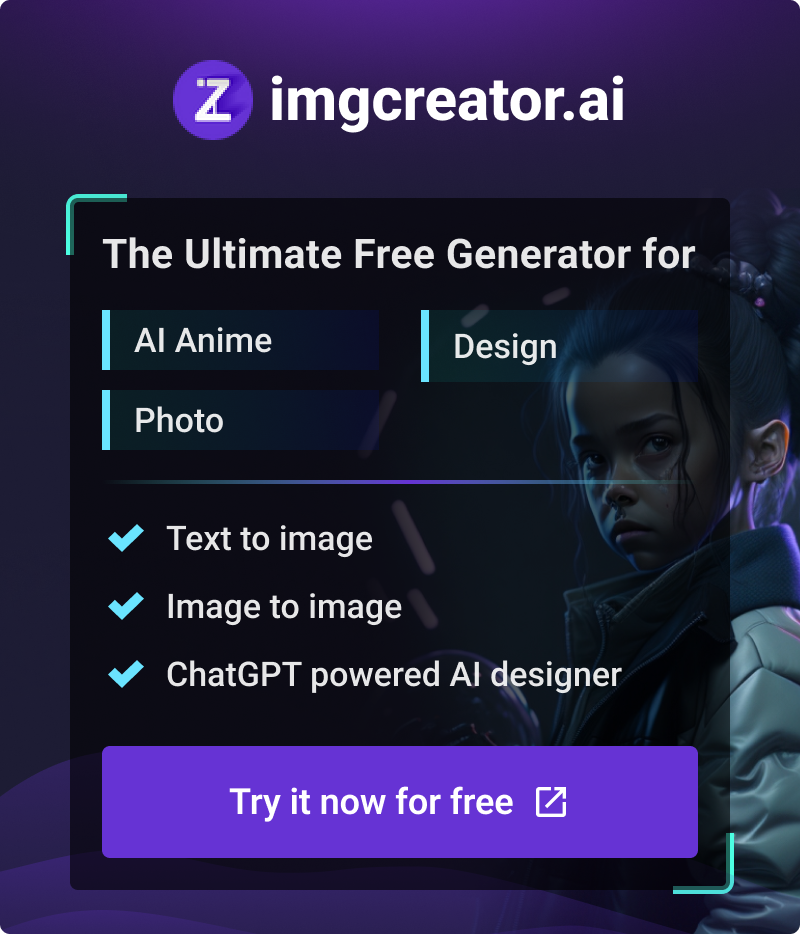 Z imgcreator.ai
The Ultimate Free Generator for
AI Anime
Design
Photo
Text to image
Image to image
ChatGPT powered AI designer
Try it now for free